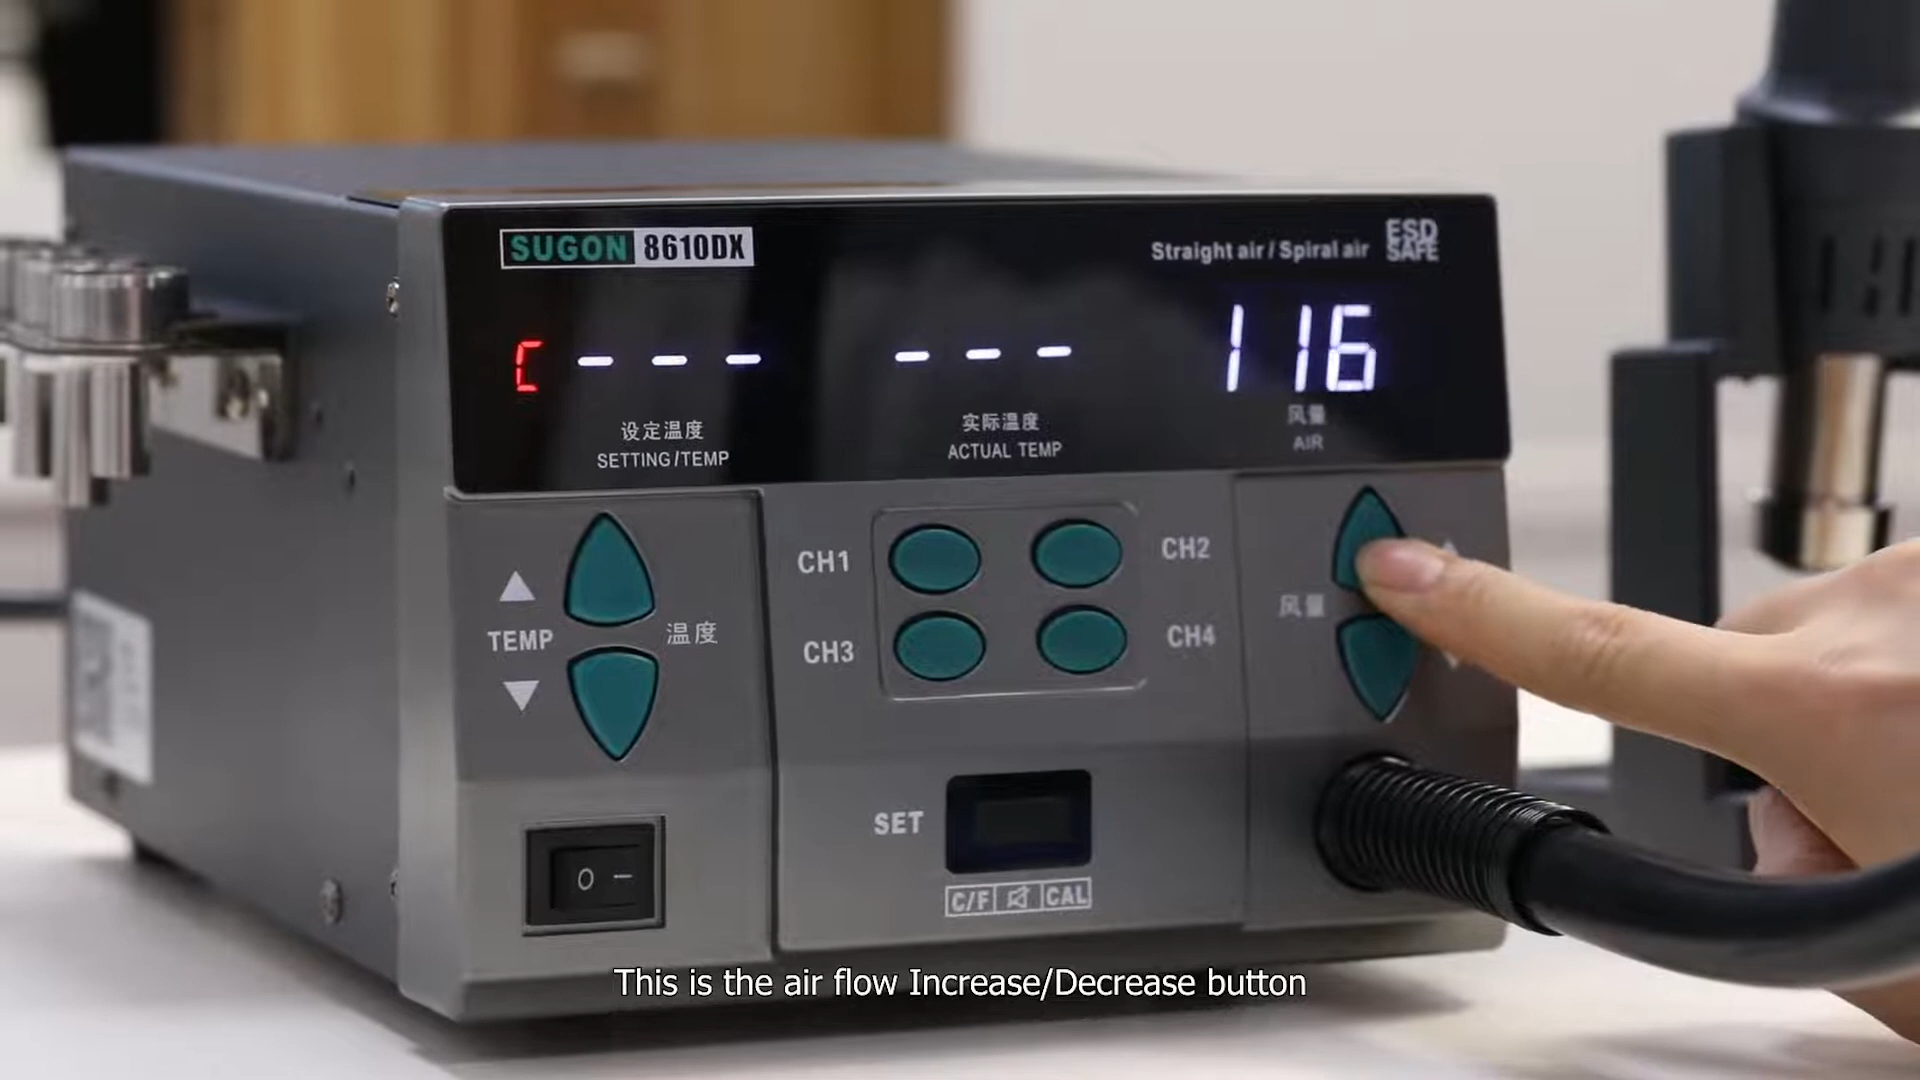 SUGON 8610DX
Straight air / Spiral air
ESD
SAFE
C - - -
- - -
116
设定温度
SETTING/TEMP
实际温度
ACTUAL TEMP
风量
AIR
▲
TEMP
▼
温度
CH1
CH2
CH3
CH4
风量
SET
C/F CAL
O –
This is the air flow Increase/Decrease button